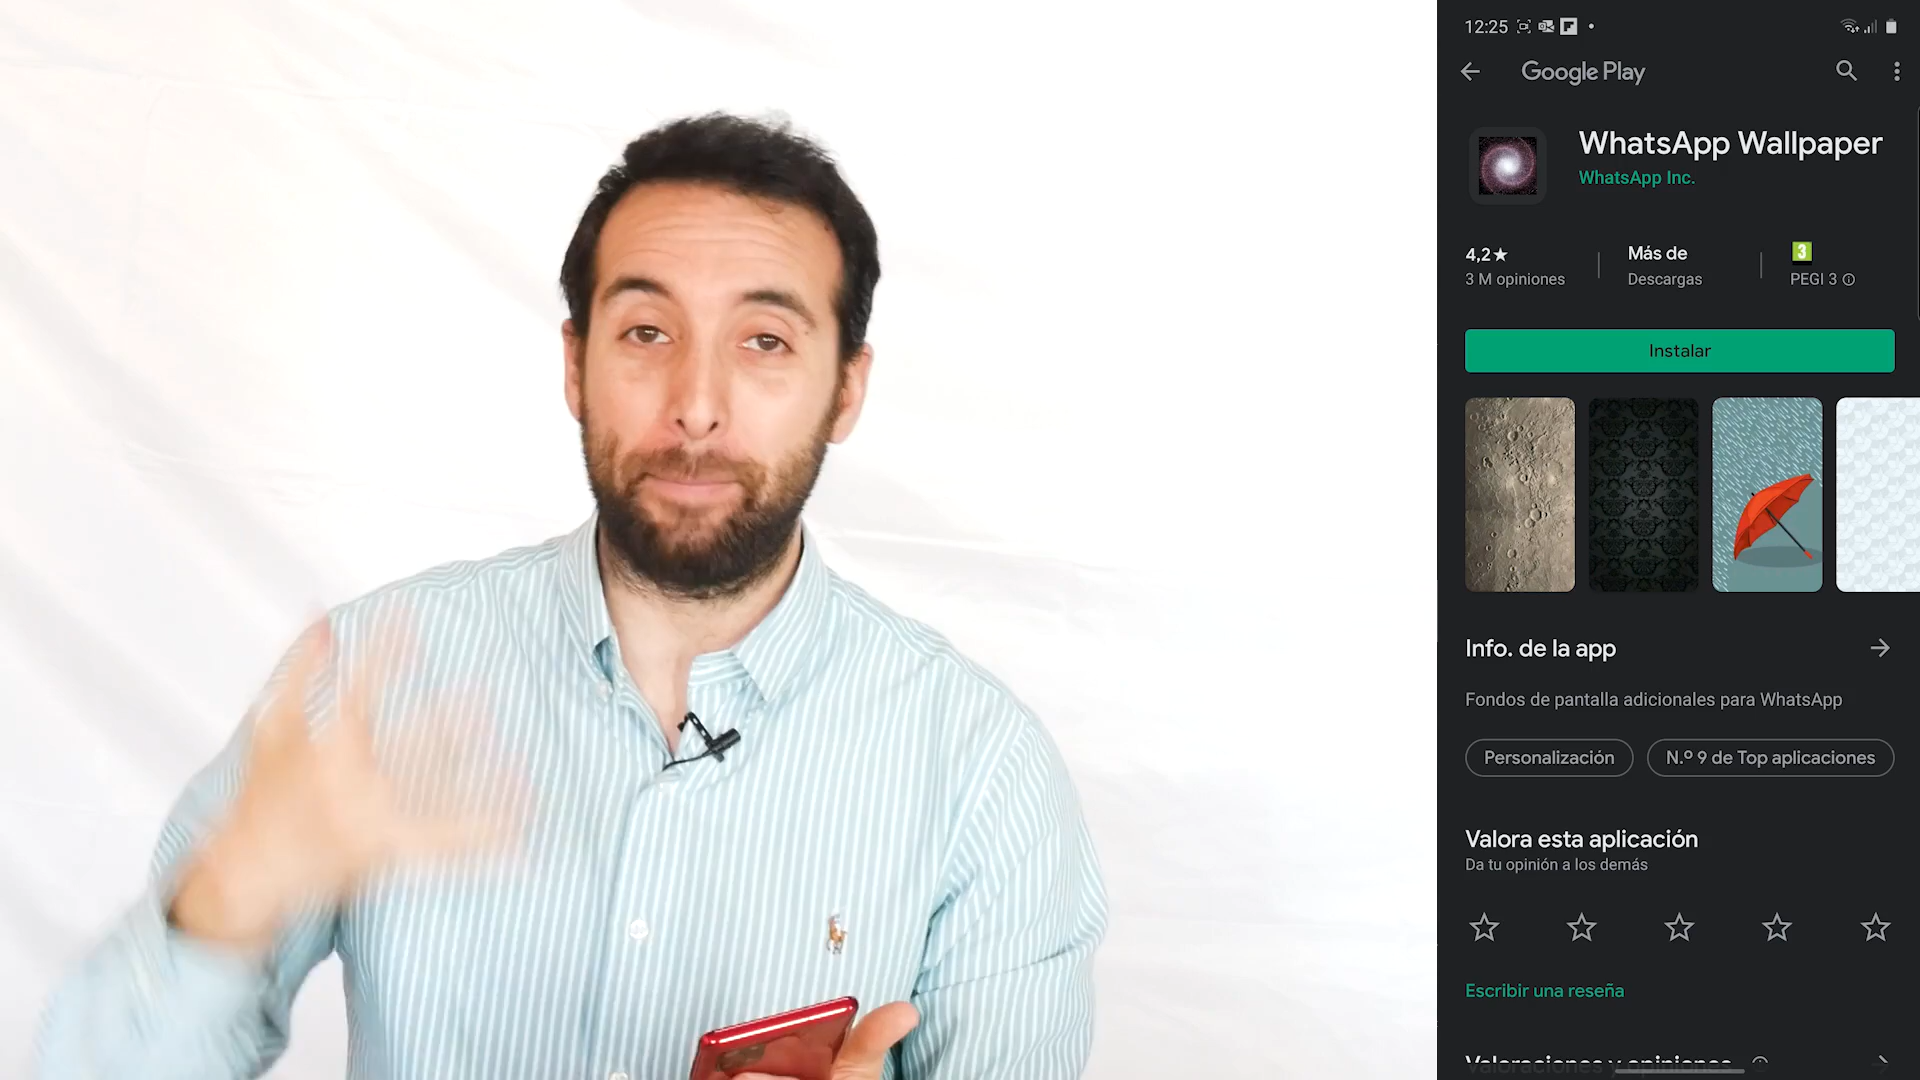 12:25
Google Play
WhatsApp Wallpaper
WhatsApp Inc.
4,2★
3 M opiniones
Más de
Descargas
3
PEGI 3
Instalar
Info. de la app
Fondos de pantalla adicionales para WhatsApp
Personalización
N.º 9 de Top aplicaciones
Valora esta aplicación
Da tu opinión a los demás
Escribir una reseña
Valoraciones y opiniones